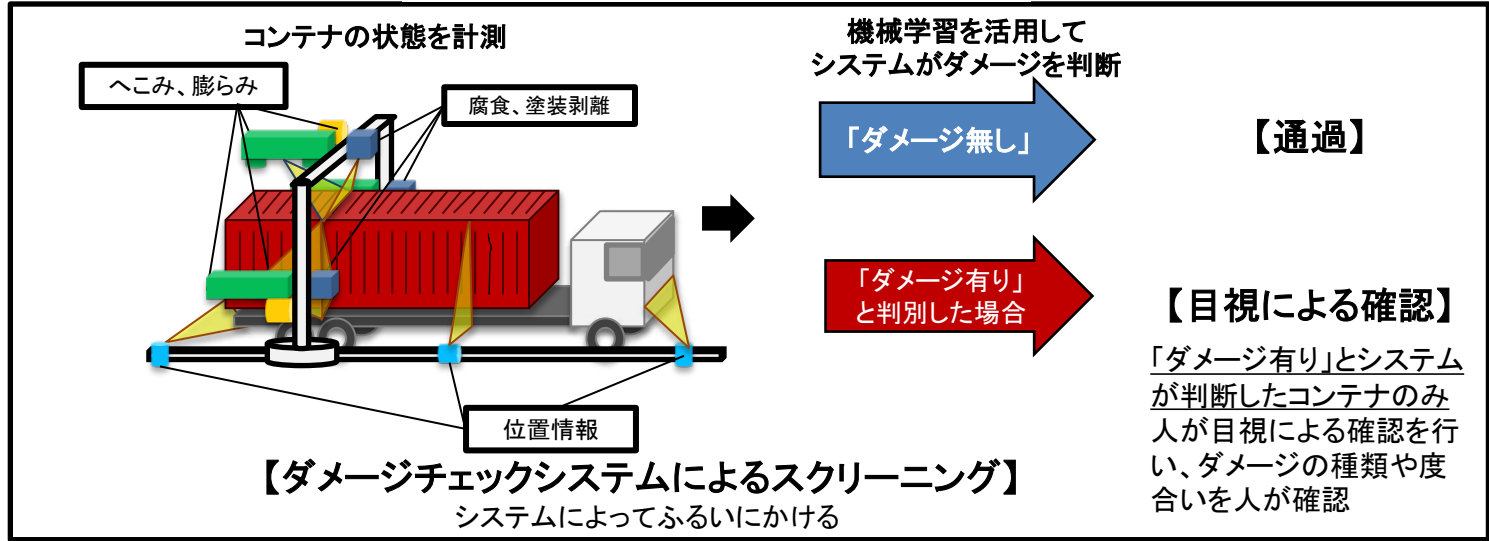 コンテナの状態を計測
へこみ、膨らみ
腐食、塗装剥離
位置情報
【ダメージチェックシステムによるスクリーニング】
システムによってふるいにかける
機械学習を活用して
システムがダメージを判断
「ダメージ無し」
【通過】
「ダメージ有り」
と判別した場合
【目視による確認】
「ダメージ有り」とシステム
が判断したコンテナのみ
人が目視による確認を行
い、ダメージの種類や度
合いを人が確認